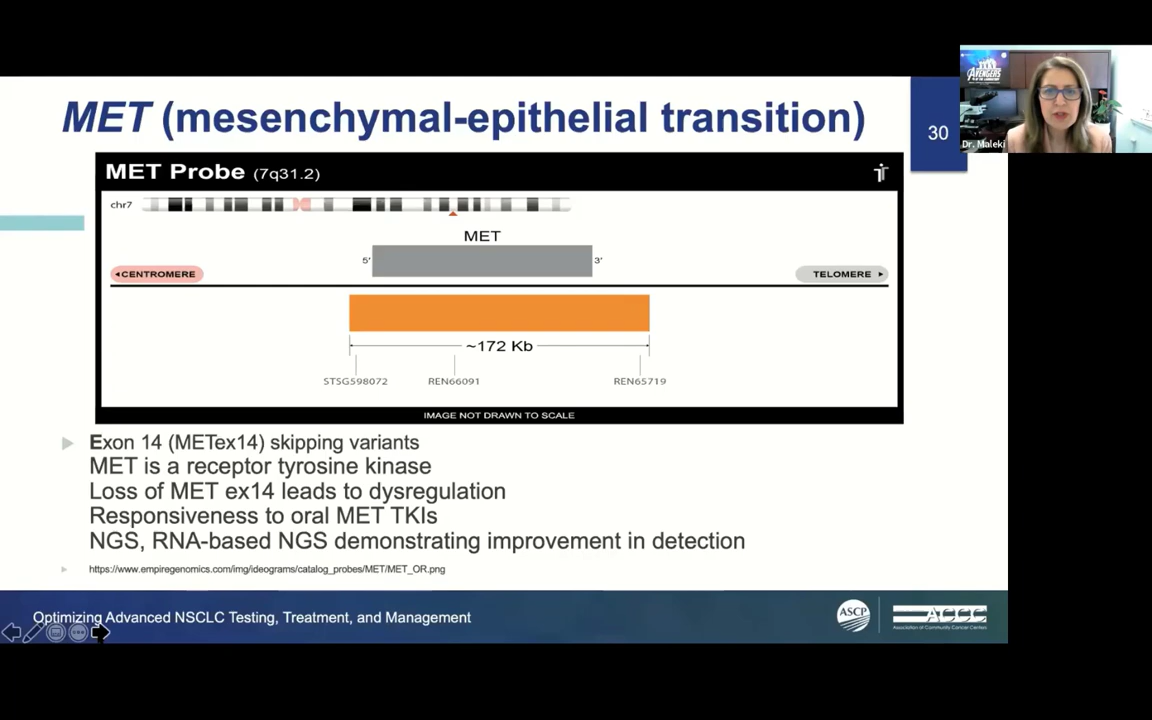 MET (mesenchymal-epithelial transition)
30
AVENGERS
Dr. Maleki
MET Probe (7q31.2)
chr7
MET
5'
3'
CENTROMERE
TELOMERE
~172 Kb
STSG598072
REN66091
REN65719
IMAGE NOT DRAWN TO SCALE
Exon 14 (METex14) skipping variants
MET is a receptor tyrosine kinase
Loss of MET ex14 leads to dysregulation
Responsiveness to oral MET TKIs
NGS, RNA-based NGS demonstrating improvement in detection
https://www.empiregenomics.com/img/ideograms/catalog_probes/MET/MET_OR.png
Optimizing Advanced NSCLC Testing, Treatment, and Management
ASCP
ACCC
Association of Community Cancer Centers